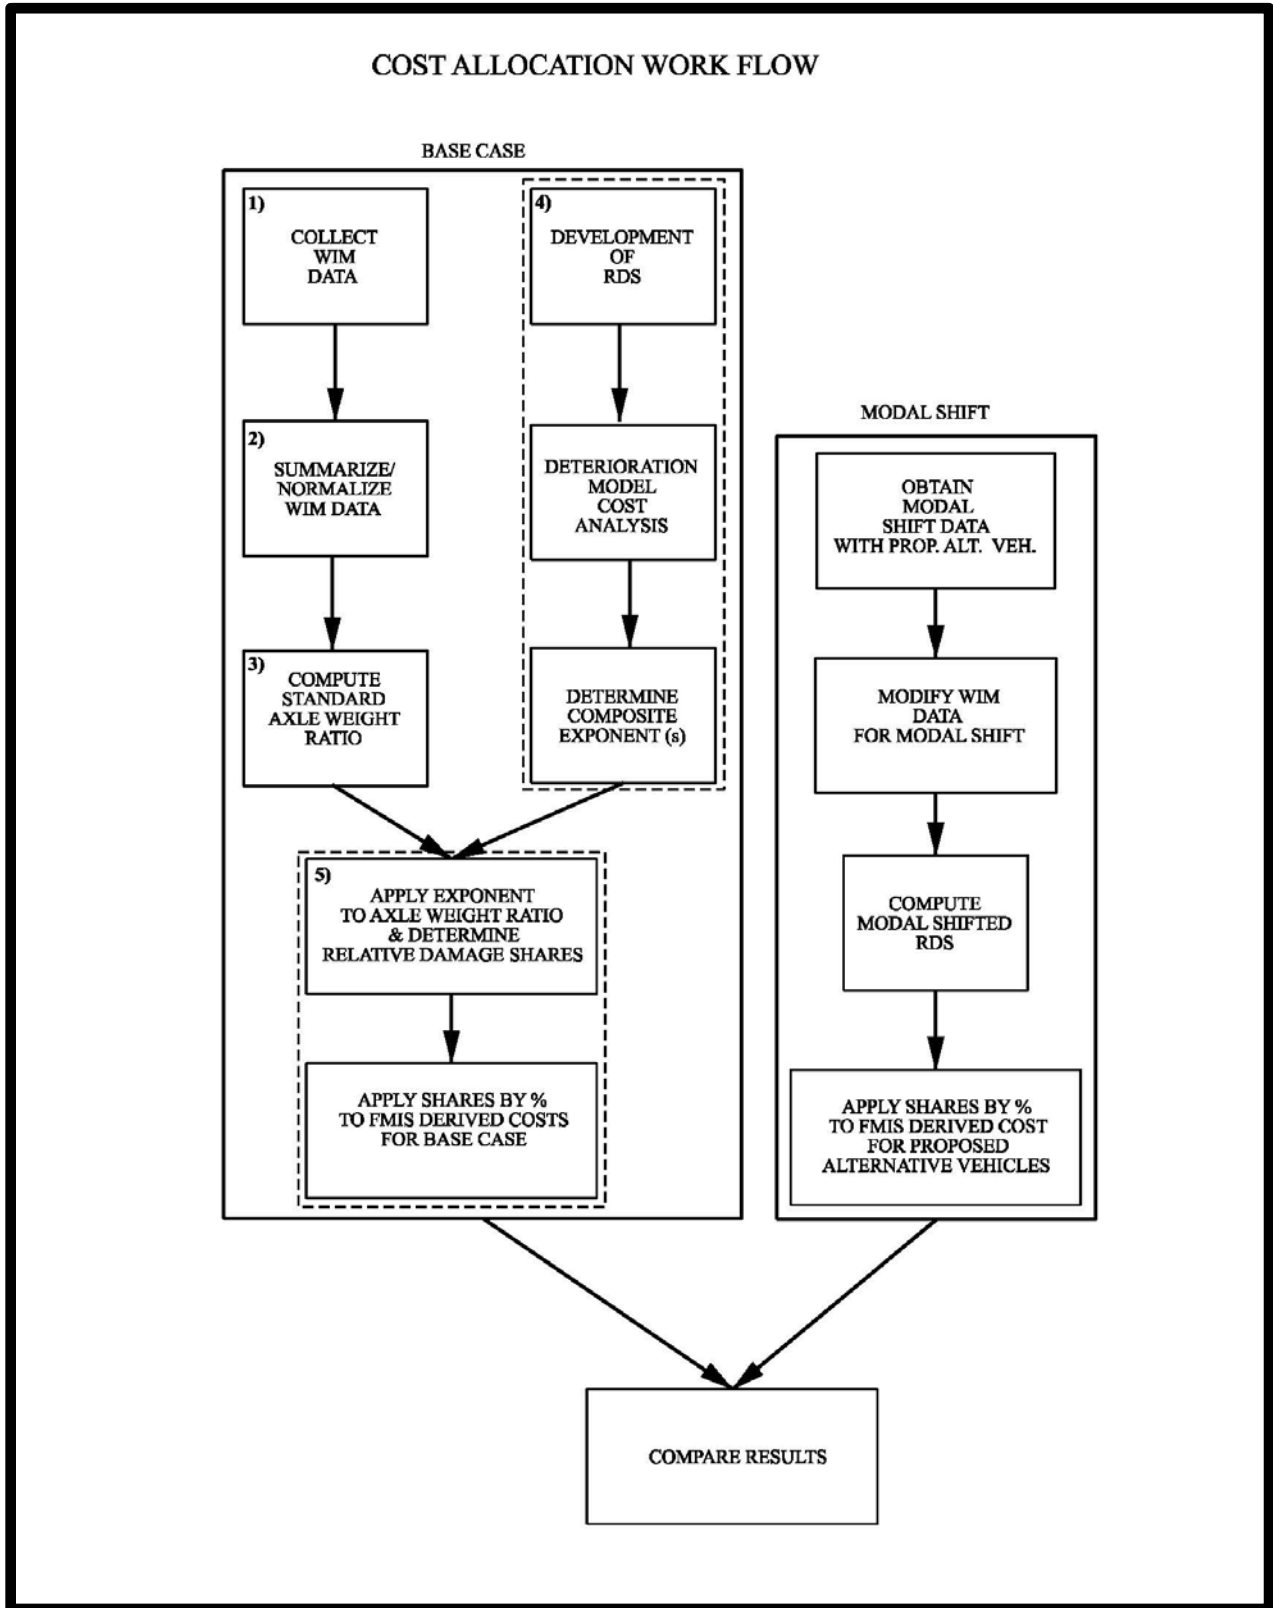 COST ALLOCATION WORK FLOW
BASE CASE
1)
COLLECT
WIM
DATA
2)
SUMMARIZE/
NORMALIZE
WIM DATA
3)
COMPUTE
STANDARD
AXLE WEIGHT
RATIO
4)
DEVELOPMENT
OF
RDS
DETERIORATION
MODEL
COST
ANALYSIS
DETERMINE
COMPOSITE
EXPONENT (s)
5)
APPLY EXPONENT
TO AXLE WEIGHT RATIO
& DETERMINE
RELATIVE DAMAGE SHARES
APPLY SHARES BY %
TO FMIS DERIVED COSTS
FOR BASE CASE
MODAL SHIFT
OBTAIN
MODAL
SHIFT DATA
WITH PROP. ALT. VEH.
MODIFY WIM
DATA
FOR MODAL SHIFT
COMPUTE
MODAL SHIFTED
RDS
APPLY SHARES BY %
TO FMIS DERIVED COST
FOR PROPOSED
ALTERNATIVE VEHICLES
COMPARE RESULTS